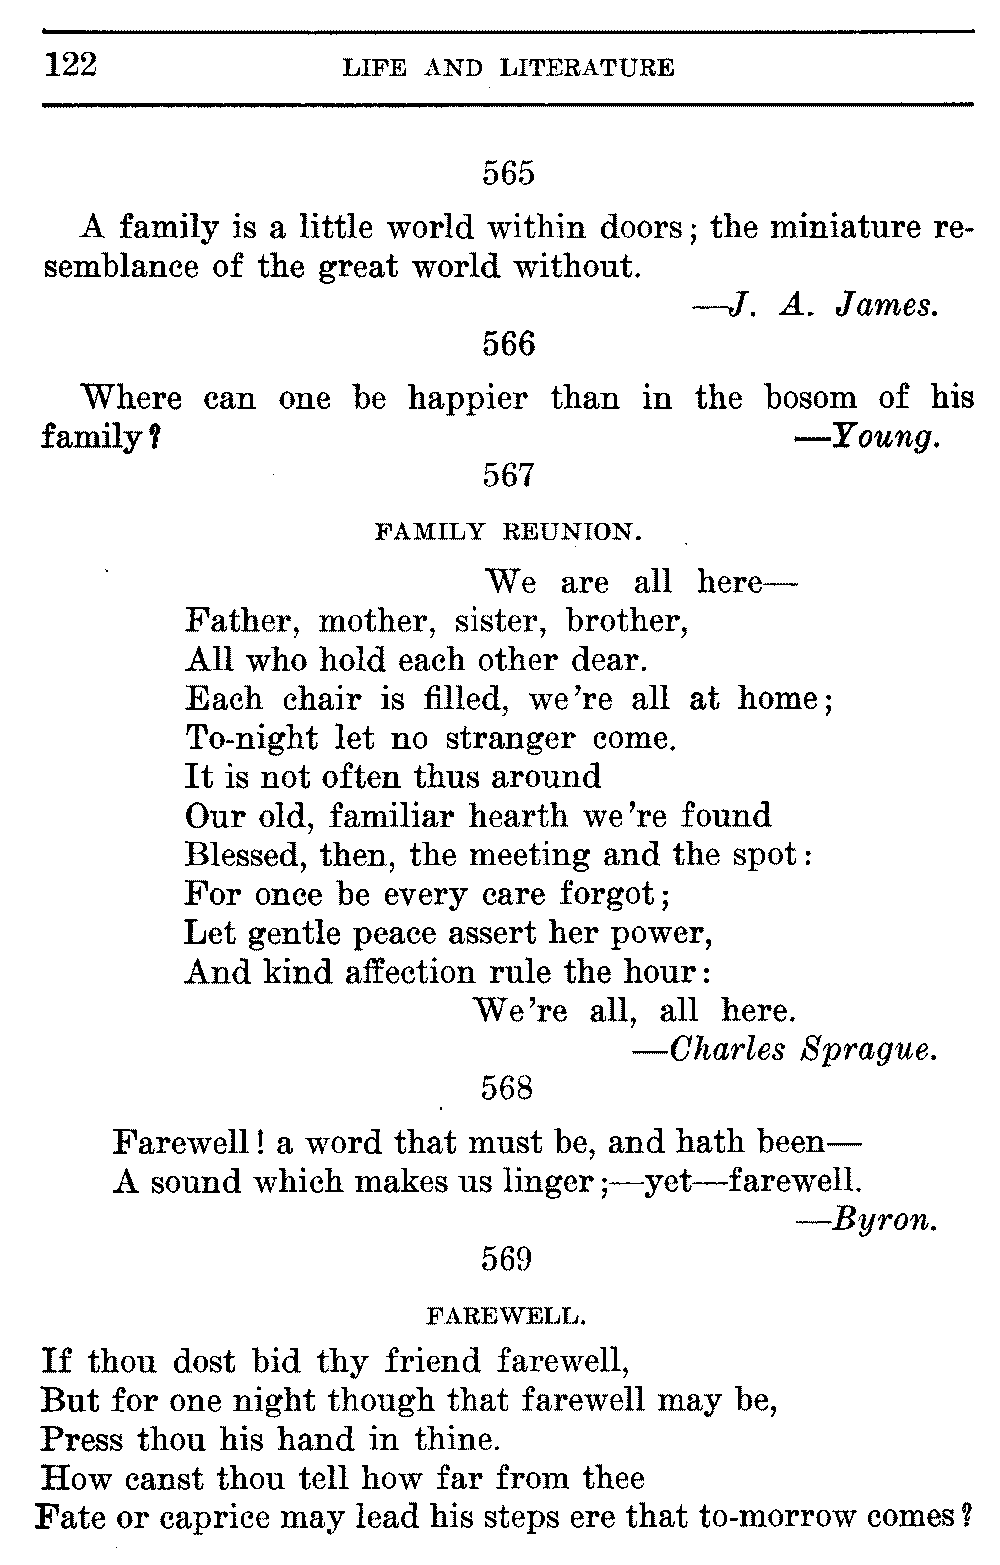 122 LIFE AND LITERATURE
565
A family is a little world within doors; the miniature re-
semblance of the great world without.
—J. A. James.
566
Where can one be happier than in the bosom of his
family? —Young.
567
FAMILY REUNION.
We are all here—
Father, mother, sister, brother,
All who hold each other dear.
Each chair is filled, we're all at home;
To-night let no stranger come.
It is not often thus around
Our old, familiar hearth we're found
Blessed, then, the meeting and the spot:
For once be every care forgot;
Let gentle peace assert her power,
And kind affection rule the hour:
We're all, all here.
—Charles Sprague.
568
Farewell! a word that must be, and hath been—
A sound which makes us linger;—yet—farewell.
—Byron.
569
FAREWELL.
If thou dost bid thy friend farewell,
But for one night though that farewell may be,
Press thou his hand in thine.
How canst thou tell how far from thee
Fate or caprice may lead his steps ere that to-morrow comes?